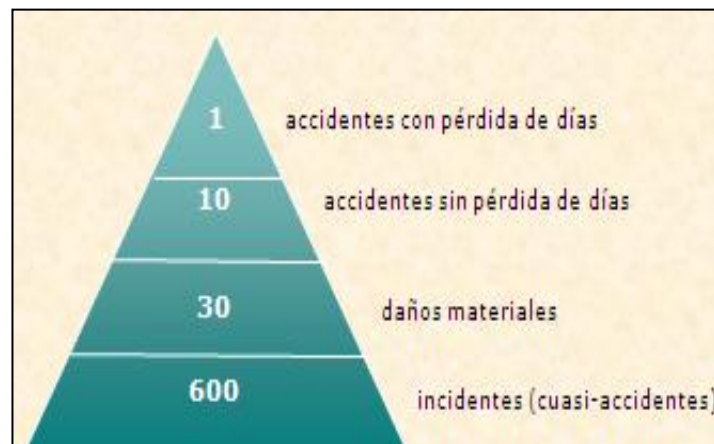 1 accidentes con pérdida de días
10 accidentes sin pérdida de días
30 daños materiales
600 incidentes (cuasi-accidentes)